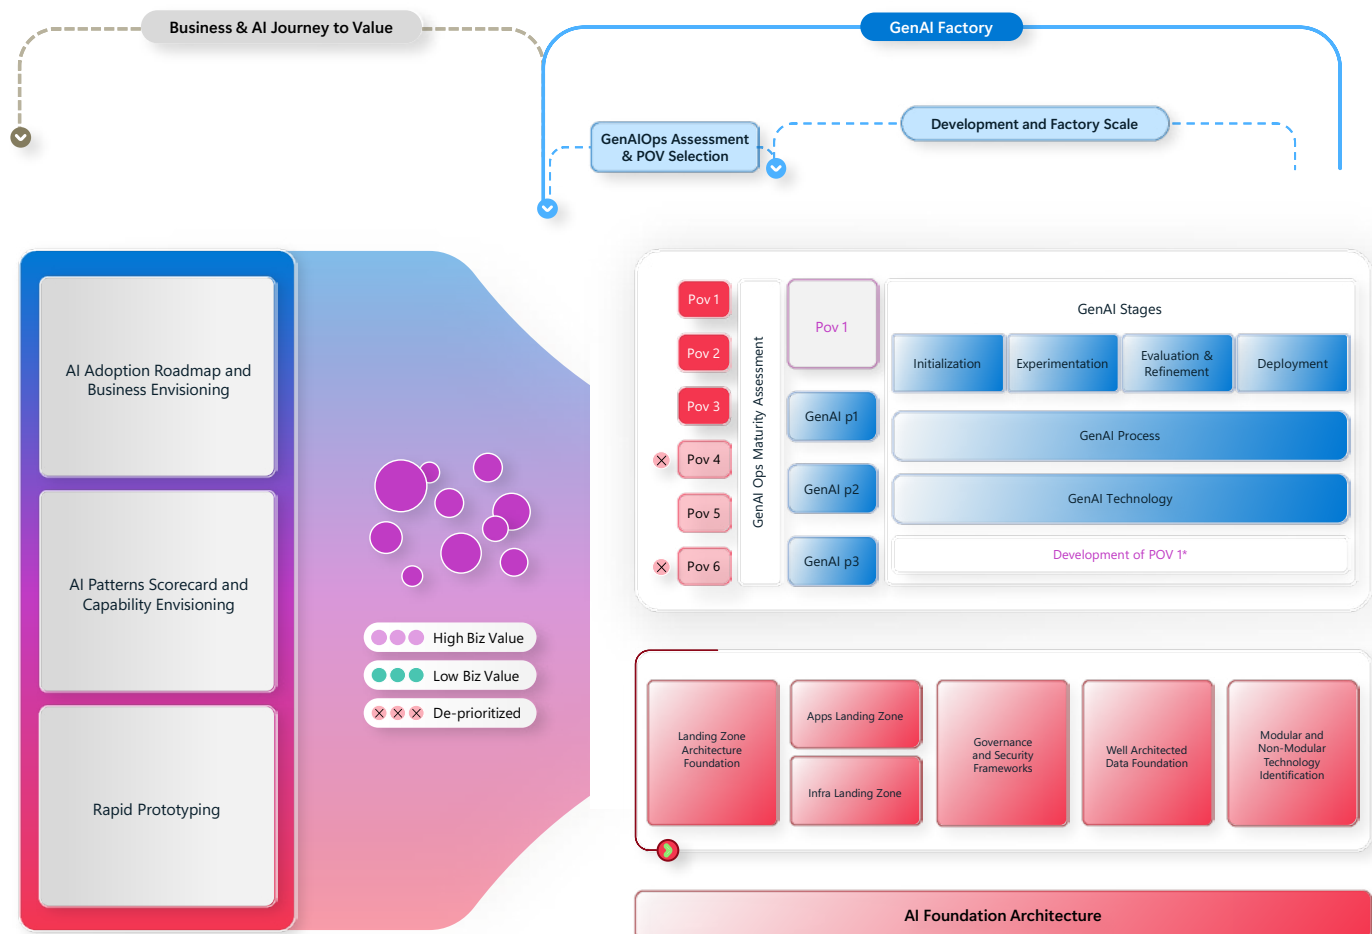 Business & AI Journey to Value
GenAI Factory
GenAIOps Assessment
& POV Selection
Development and Factory Scale
AI Adoption Roadmap and
Business Envisioning
AI Patterns Scorecard and
Capability Envisioning
Rapid Prototyping
High Biz Value
Low Biz Value
De-prioritized
Pov 1
Pov 2
Pov 3
Pov 4
Pov 5
Pov 6
GenAI Ops Maturity Assessment
Pov 1
GenAI p1
GenAI p2
GenAI p3
GenAI Stages
Initialization
Experimentation
Evaluation &
Refinement
Deployment
GenAI Process
GenAI Technology
Development of POV 1*
Landing Zone
Architecture
Foundation
Apps Landing Zone
Infra Landing Zone
Governance
and Security
Frameworks
Well Architected
Data Foundation
Modular and
Non-Modular
Technology
Identification
AI Foundation Architecture